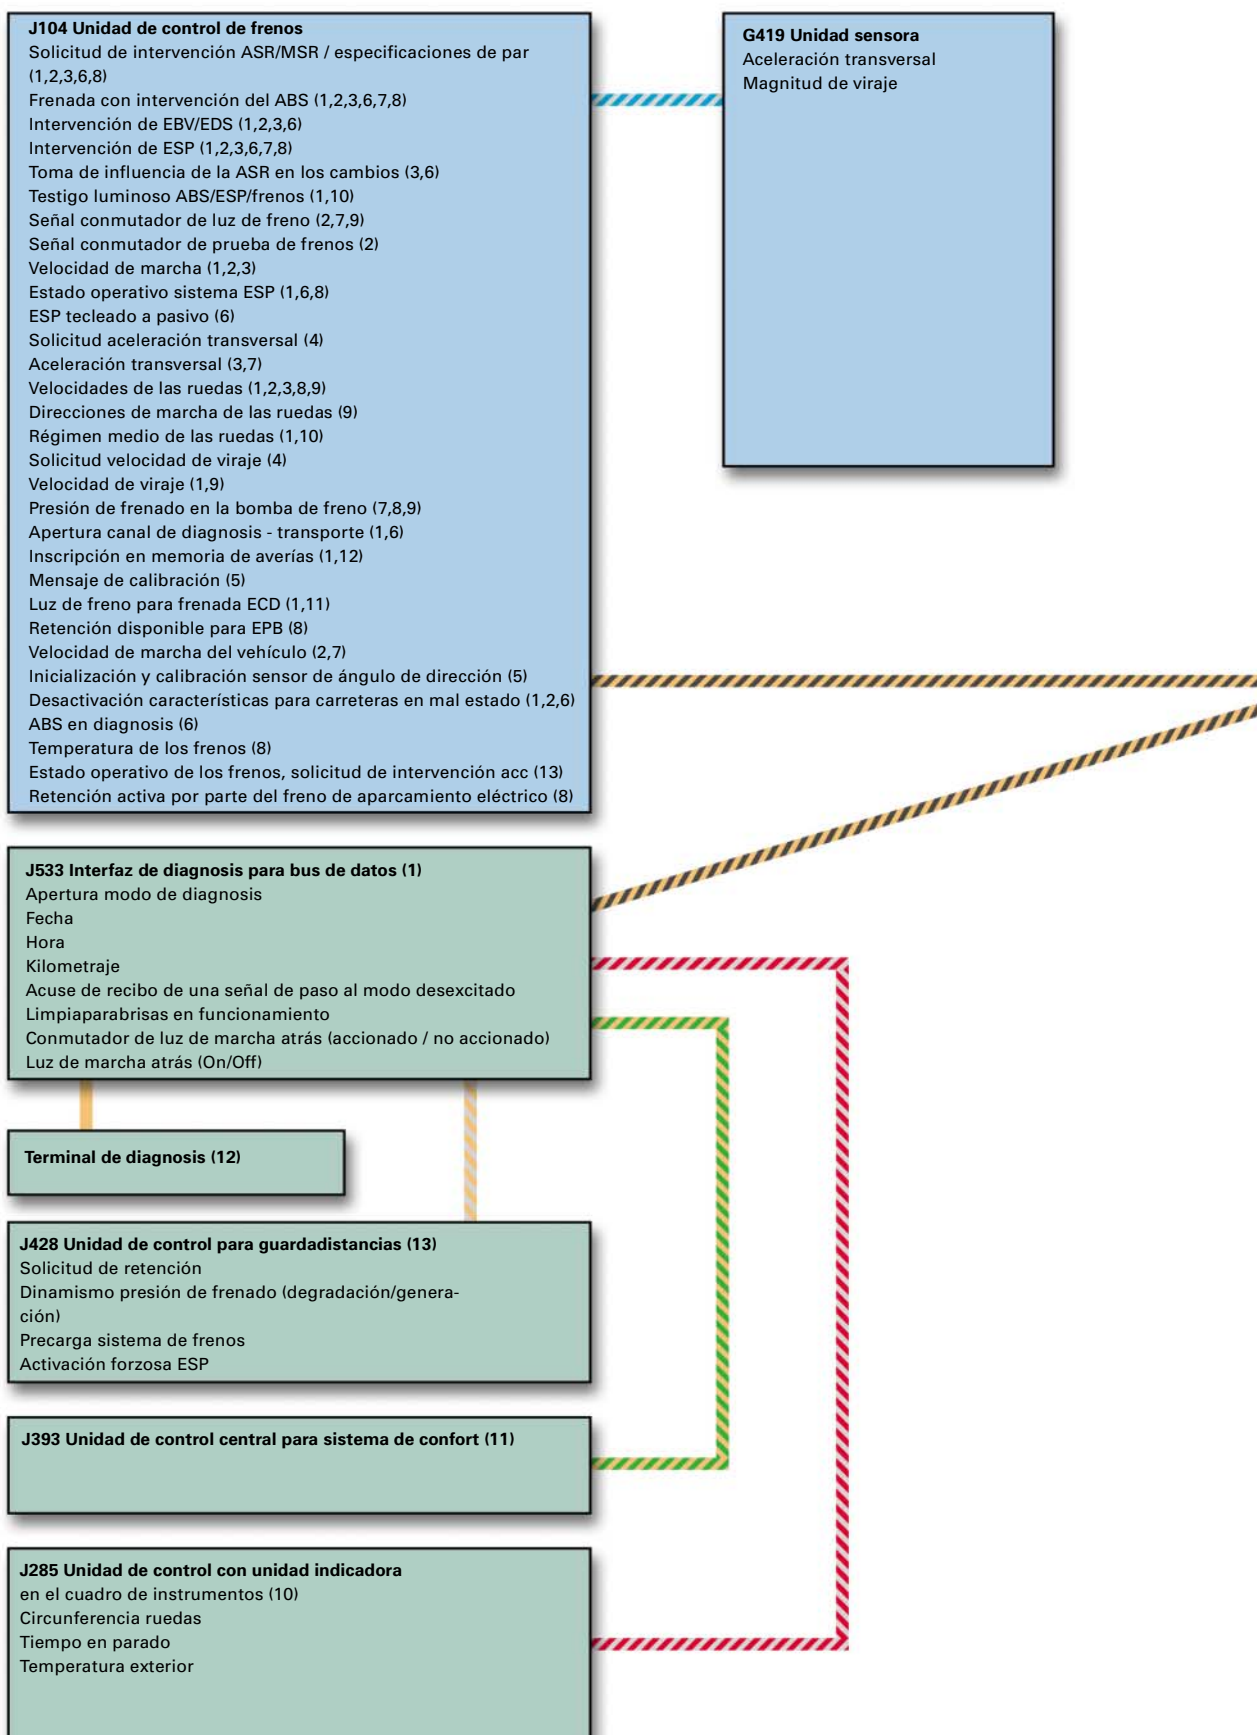 J104 Unidad de control de frenos
Solicitud de intervención ASR/MSR / especificaciones de par
(1,2,3,6,8)
Frenada con intervención del ABS (1,2,3,6,7,8)
Intervención de EBV/EDS (1,2,3,6)
Intervención de ESP (1,2,3,6,7,8)
Toma de influencia de la ASR en los cambios (3,6)
Testigo luminoso ABS/ESP/frenos (1,10)
Señal conmutador de luz de freno (2,7,9)
Señal conmutador de prueba de frenos (2)
Velocidad de marcha (1,2,3)
Estado operativo sistema ESP (1,6,8)
ESP tecleado a pasivo (6)
Solicitud aceleración transversal (4)
Aceleración transversal (3,7)
Velocidades de las ruedas (1,2,3,8,9)
Direcciones de marcha de las ruedas (9)
Régimen medio de las ruedas (1,10)
Solicitud velocidad de viraje (4)
Velocidad de viraje (1,9)
Presión de frenado en la bomba de freno (7,8,9)
Apertura canal de diagnosis - transporte (1,6)
Inscripción en memoria de averías (1,12)
Mensaje de calibración (5)
Luz de freno para frenada ECD (1,11)
Retención disponible para EPB (8)
Velocidad de marcha del vehículo (2,7)
Inicialización y calibración sensor de ángulo de dirección (5)
Desactivación características para carreteras en mal estado (1,2,6)
ABS en diagnosis (6)
Temperatura de los frenos (8)
Estado operativo de los frenos, solicitud de intervención acc (13)
Retención activa por parte del freno de aparcamiento eléctrico (8)
G419 Unidad sensora
Aceleración transversal
Magnitud de viraje
J533 Interfaz de diagnosis para bus de datos (1)
Apertura modo de diagnosis
Fecha
Hora
Kilometraje
Acuse de recibo de una señal de paso al modo desexcitado
Limpiaparabrisas en funcionamiento
Conmutador de luz de marcha atrás (accionado / no accionado)
Luz de marcha atrás (On/Off)
Terminal de diagnosis (12)
J428 Unidad de control para guardadistancias (13)
Solicitud de retención
Dinamismo presión de frenado (degradación/genera-
ción)
Precarga sistema de frenos
Activación forzosa ESP
J393 Unidad de control central para sistema de confort (11)
J285 Unidad de control con unidad indicadora
en el cuadro de instrumentos (10)
Circunferencia ruedas
Tiempo en parado
Temperatura exterior